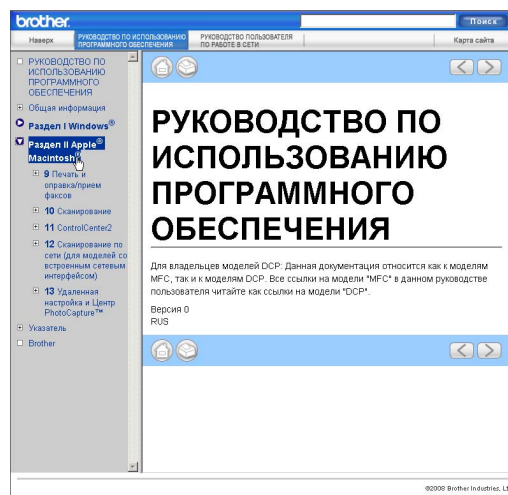 brother.
Поиск
Наверх
РУКОВОДСТВО ПО ИСПОЛЬЗОВАНИЮ
ПРОГРАММНОГО ОБЕСПЕЧЕНИЯ
РУКОВОДСТВО ПОЛЬЗОВАТЕЛЯ
ПО РАБОТЕ В СЕТИ
Карта сайта
РУКОВОДСТВО ПО
ИСПОЛЬЗОВАНИЮ
ПРОГРАММНОГО
ОБЕСПЕЧЕНИЯ
Общая информация
Раздел I Windows®
Раздел II Apple®
Macintosh®
9 Печать и
оправка/прием
факсов
10 Сканирование
11 ControlCenter2
12 Сканирование по
сети (для моделей со
встроенным сетевым
интерфейсом)
13 Удаленная
настройка и Центр
PhotoCapture™
Указатель
Brother
РУКОВОДСТВО ПО
ИСПОЛЬЗОВАНИЮ
ПРОГРАММНОГО
ОБЕСПЕЧЕНИЯ
Для владельцев моделей DCP: Данная документация относится как к моделям
MFC, так и к моделям DCP. Все ссылки на модели "MFC" в данном руководстве
пользователя читайте как ссылки на модели "DCP".
Версия 0
RUS
©2008 Brother Industries, Lt